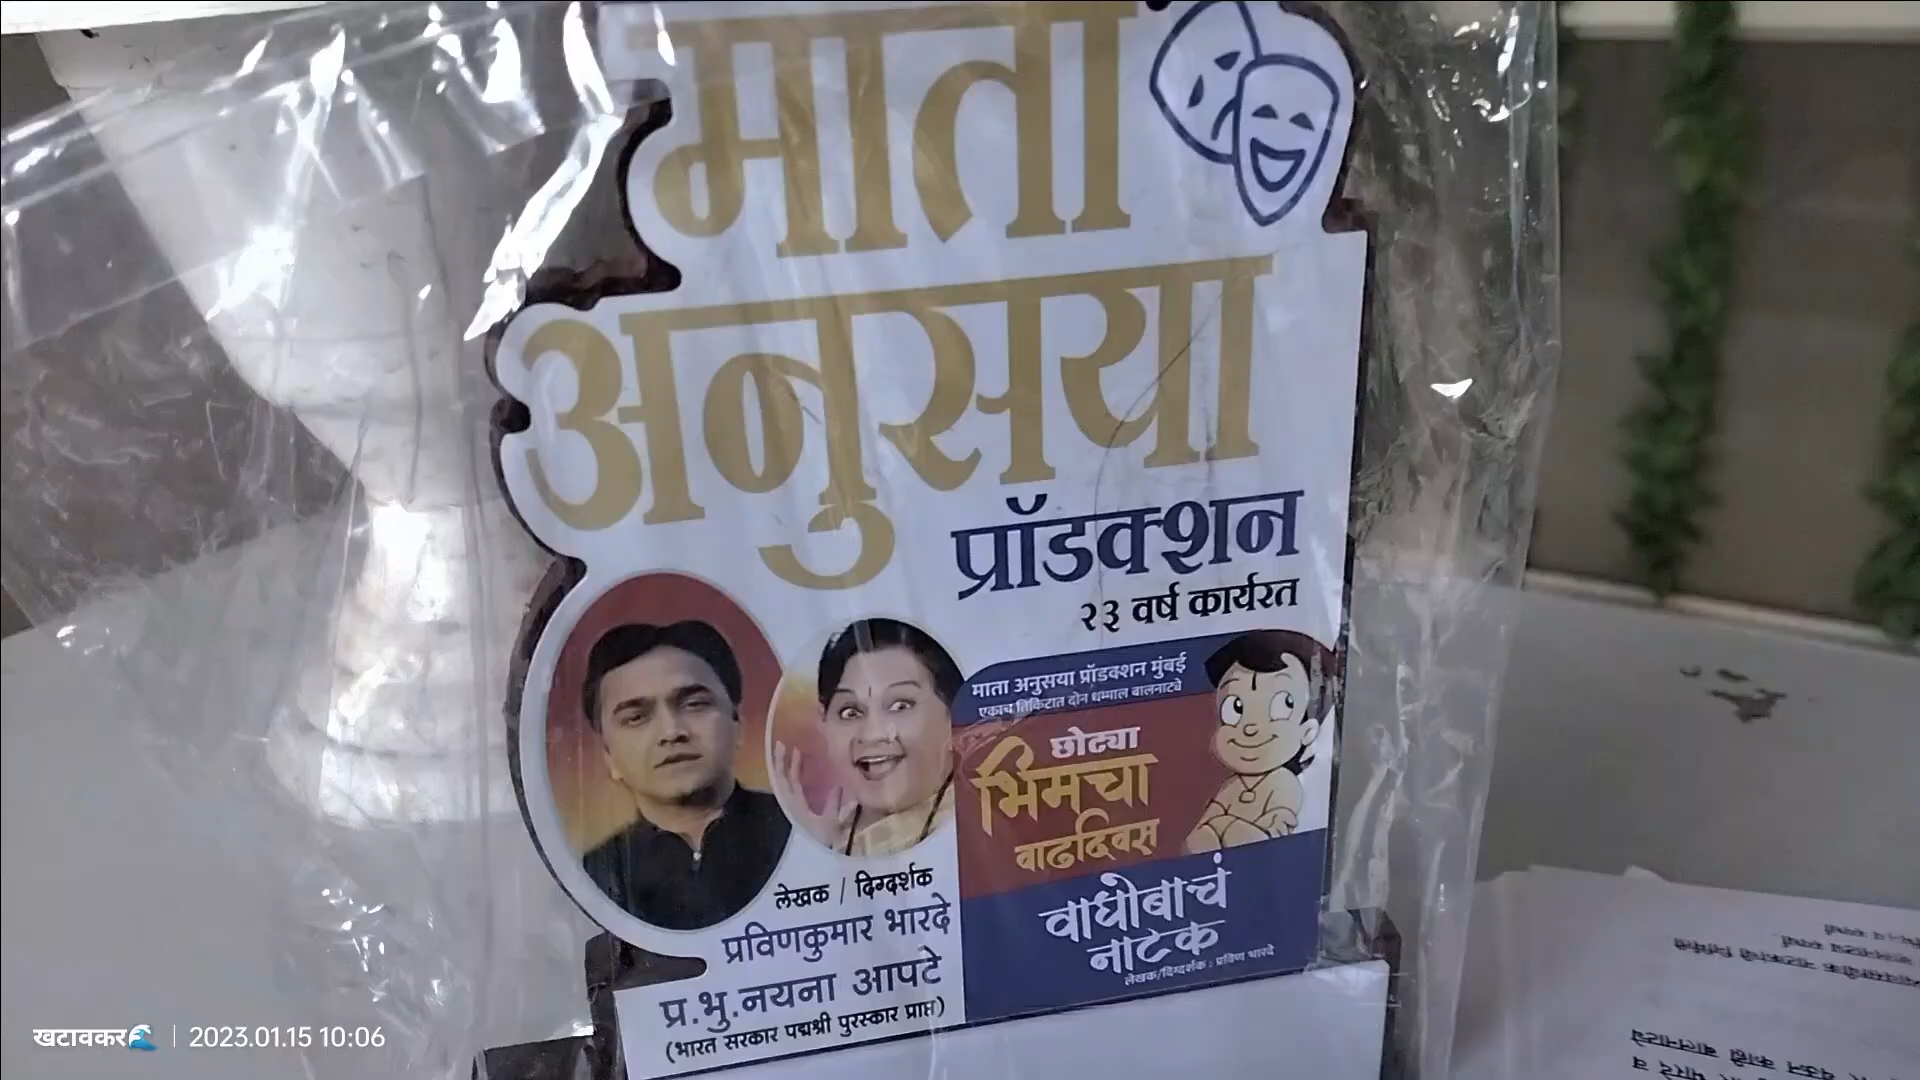 माता
अनुसया
प्रॉडक्शन
२३ वर्ष कार्यरत
माता अनुसया प्रॉडक्शन मुंबई
एकाच तिकिटात दोन धम्माल बालनाट्ये
छोट्या
भिमचा
वाढदिवस
वाघोबाचं
नाटक
लेखक/दिग्दर्शक : प्रविण भारदे
लेखक / दिग्दर्शक
प्रविणकुमार भारदे
प्र.भु.नयना आपटे
(भारत सरकार पद्मश्री पुरस्कार प्राप्त)
खटावकर🌊 | 2023.01.15 10:06